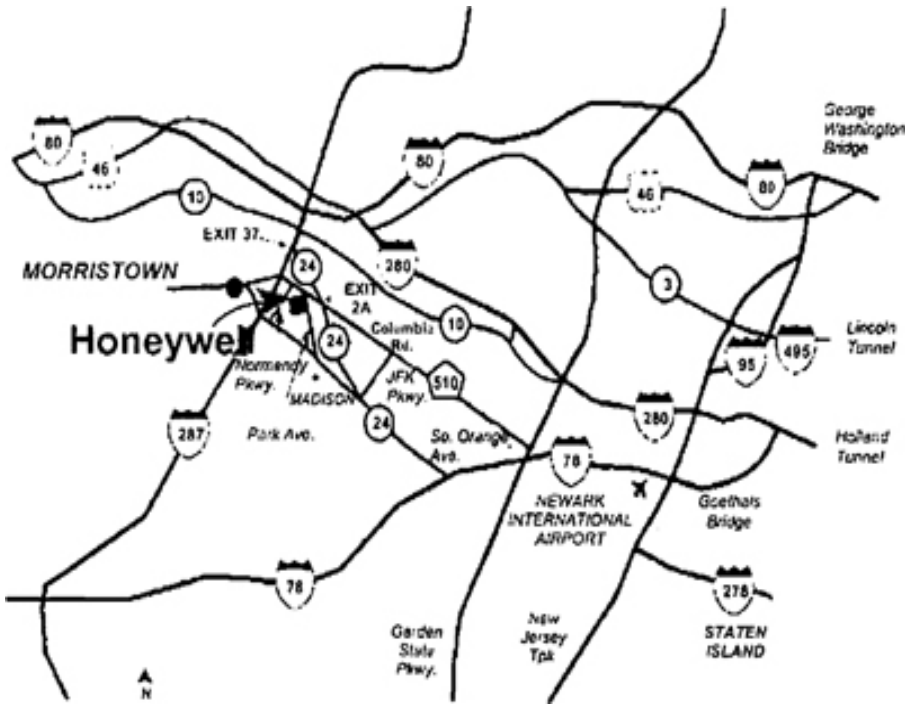 George
Washington
Bridge
80
46
80
80
46
10
EXIT 37
24
280
3
MORRISTOWN
EXIT
2A
10
Lincoln
Tunnel
495
95
Honeywell
24
Columbia
Rd.
Normandy
Pkwy.
MADISON
JFK
Pkwy.
510
24
280
287
Park Ave.
So. Orange
Ave.
78
Holland
Tunnel
NEWARK
INTERNATIONAL
AIRPORT
Goethals
Bridge
78
278
STATEN
ISLAND
Garden
State
Pkwy.
New
Jersey
Tpk
N